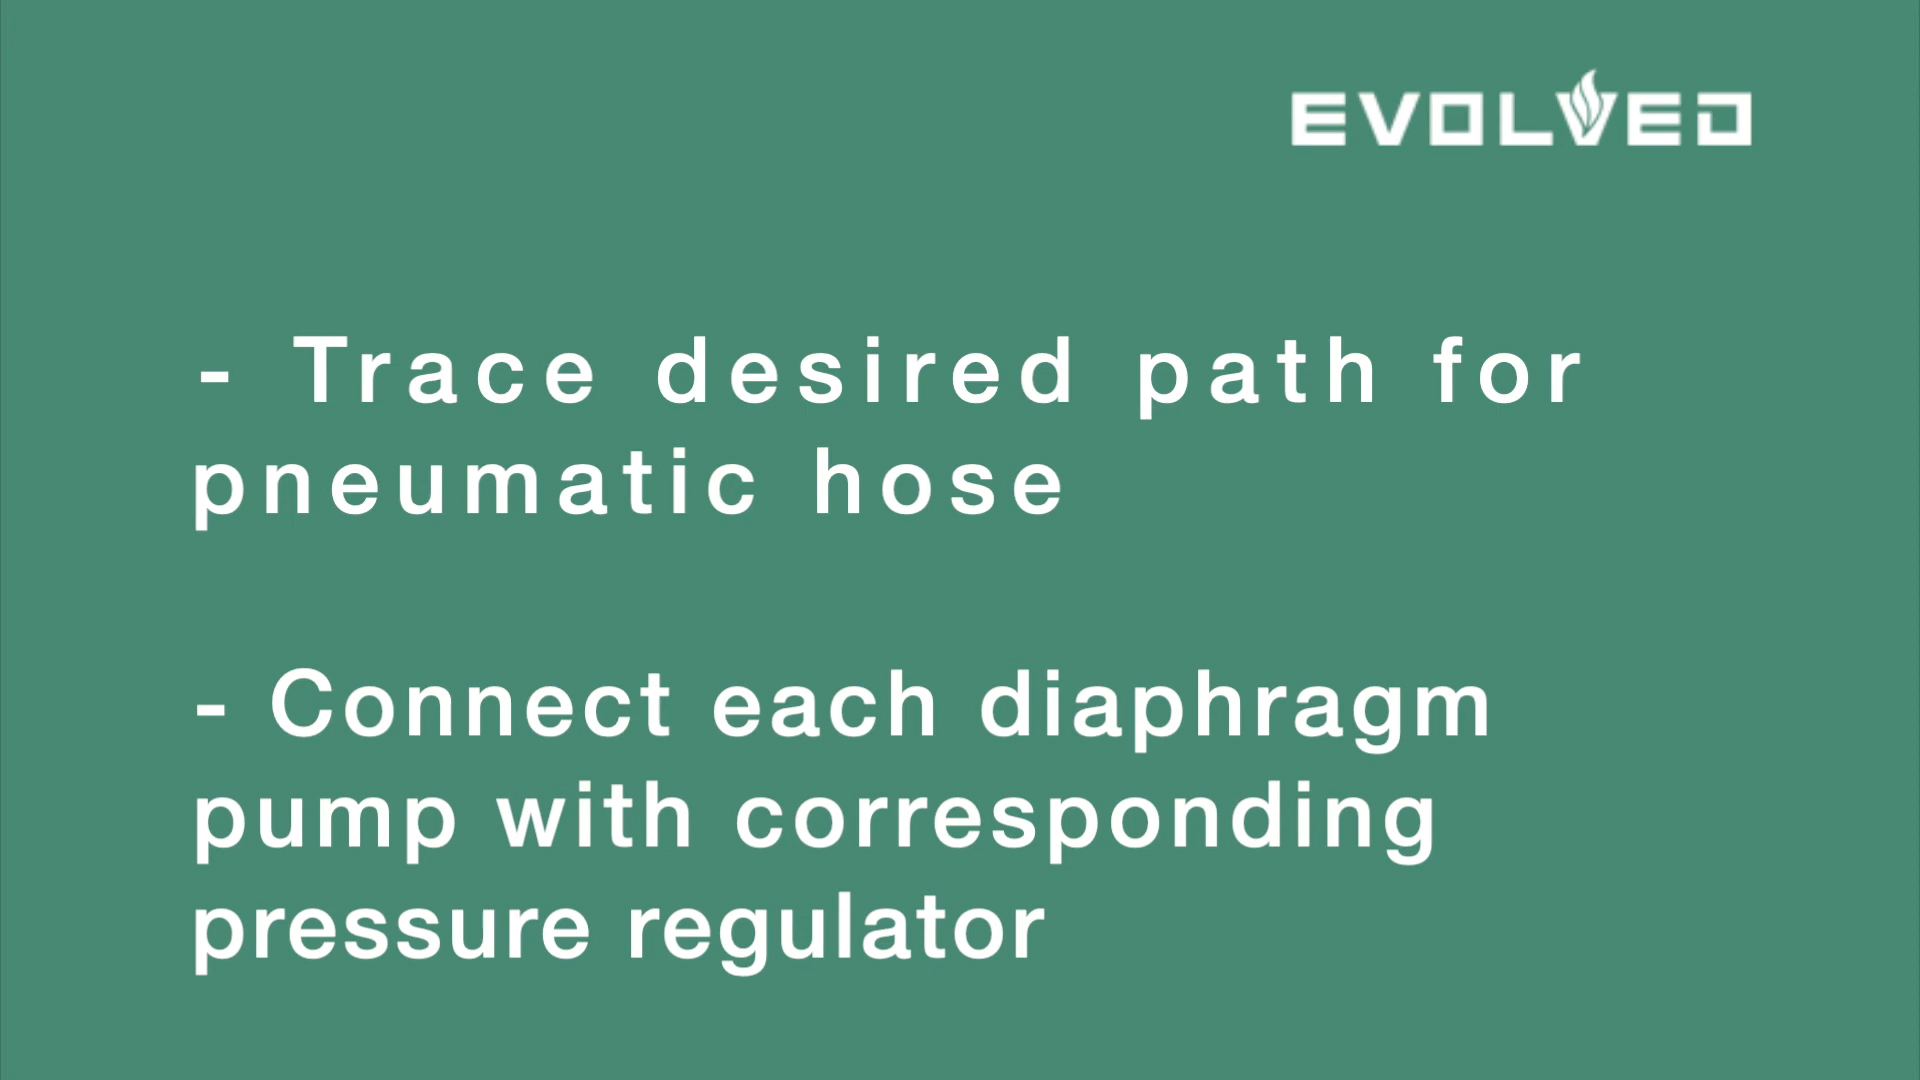 EVOLVED
- Trace desired path for
pneumatic hose
- Connect each diaphragm
pump with corresponding
pressure regulator